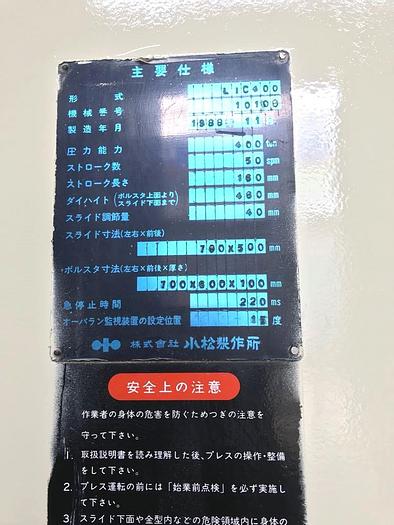 主要仕様
形式 L1C400
機械番号 10109
製造年月 1989 11
圧力能力 400 ton
ストローク数 50 spm
ストローク長さ 160 mm
ダイハイト(ボルスタ上面よりスライド下面まで) 460 mm
スライド調節量 40 mm
スライド寸法(左右×前後)
700X500 mm
ボルスタ寸法(左右×前後×厚さ)
700X600X100 mm
急停止時間 220 ms
オーバラン監視装置の設定位置 度
株式会社 小松製作所
安全上の注意
作業者の身体の危害を防ぐためつぎの注意を
守って下さい。
1. 取扱説明書を読み理解した後、プレスの操作・整備
をして下さい。
2. プレス運転の前には「始業前点検」を必ず実施し
て下さい。
3. スライド下面や金型内などの危険領域内に身体の